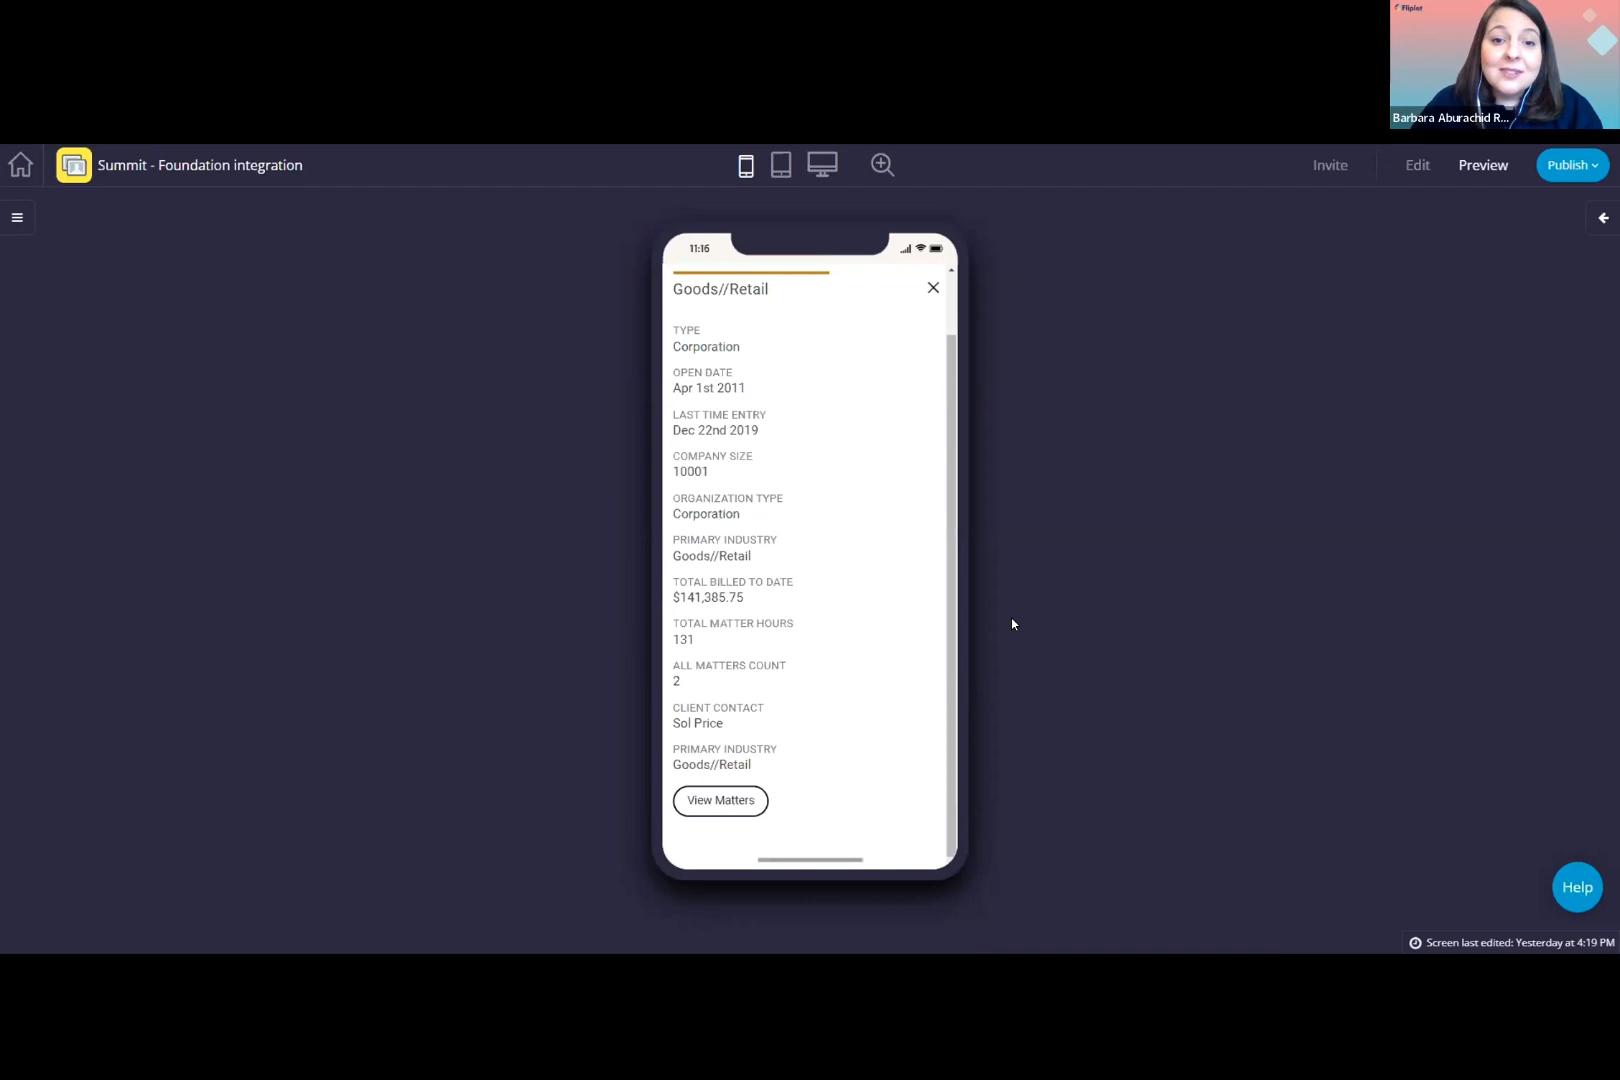 Fliplet
Barbara Aburachid R...
Summit - Foundation integration
Invite
Edit
Preview
Publish
11:16
Goods//Retail
TYPE
Corporation
OPEN DATE
Apr 1st 2011
LAST TIME ENTRY
Dec 22nd 2019
COMPANY SIZE
10001
ORGANIZATION TYPE
Corporation
PRIMARY INDUSTRY
Goods//Retail
TOTAL BILLED TO DATE
$141,385.75
TOTAL MATTER HOURS
131
ALL MATTERS COUNT
2
CLIENT CONTACT
Sol Price
PRIMARY INDUSTRY
Goods//Retail
View Matters
Help
Screen last edited: Yesterday at 4:19 PM